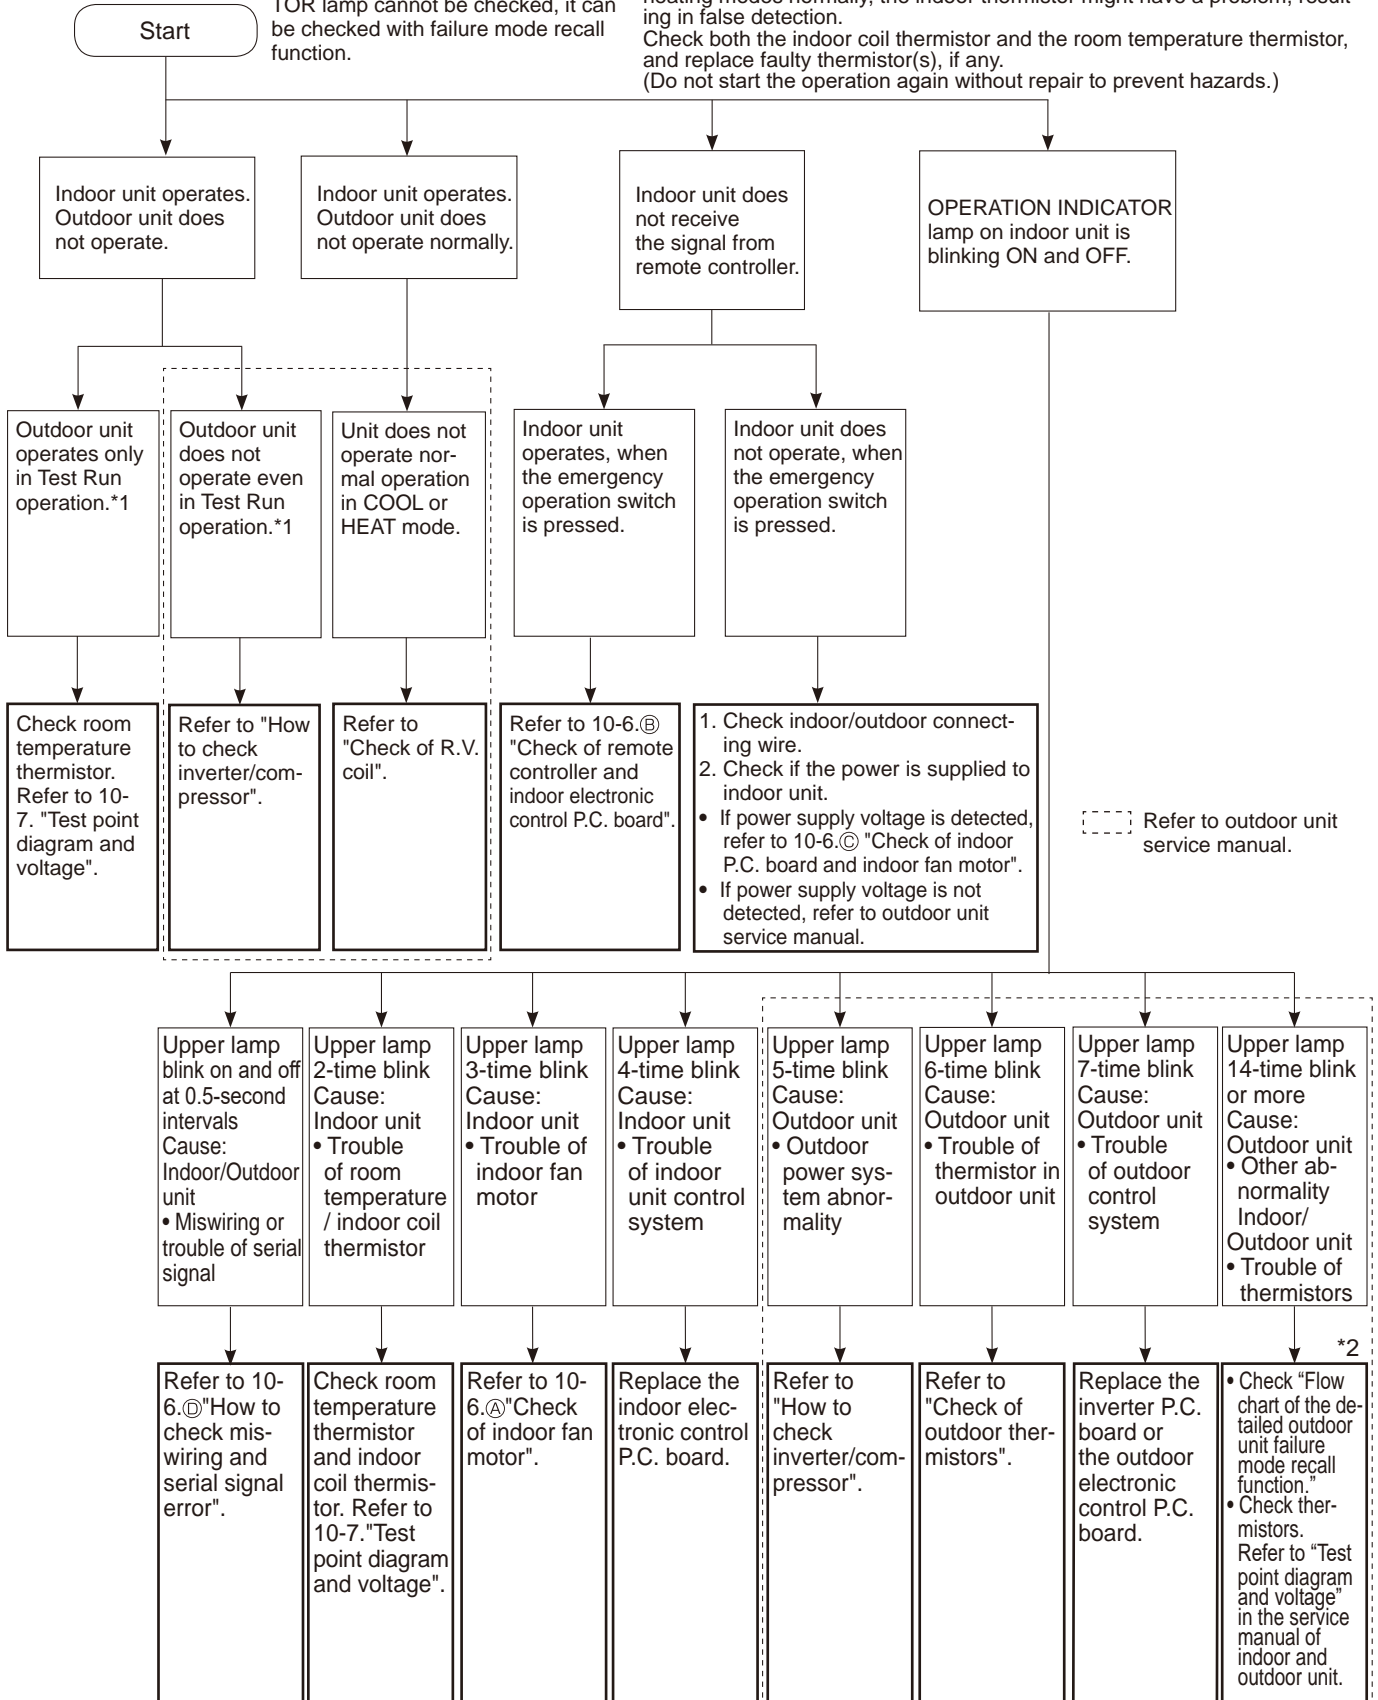 Start
TOR lamp cannot be checked, it can
be checked with failure mode recall
function.
heating modes normally, the indoor thermistor might have a problem, result-
ing in false detection.
Check both the indoor coil thermistor and the room temperature thermistor,
and replace faulty thermistor(s), if any.
(Do not start the operation again without repair to prevent hazards.)
Indoor unit operates.
Outdoor unit does
not operate.
Indoor unit operates.
Outdoor unit does
not operate normally.
Indoor unit does
not receive
the signal from
remote controller.
OPERATION INDICATOR
lamp on indoor unit is
blinking ON and OFF.
Outdoor unit
operates only
in Test Run
operation.*1
Outdoor unit
does not
operate even
in Test Run
operation.*1
Unit does not
operate nor-
mal operation
in COOL or
HEAT mode.
Indoor unit
operates, when
the emergency
operation switch
is pressed.
Indoor unit does
not operate, when
the emergency
operation switch
is pressed.
Check room
temperature
thermistor.
Refer to 10-
7. "Test point
diagram and
voltage".
Refer to "How
to check
inverter/com-
pressor".
Refer to
"Check of R.V.
coil".
Refer to 10-6.Ⓑ
"Check of remote
controller and
indoor electronic
control P.C. board".
1. Check indoor/outdoor connect-
ing wire.
2. Check if the power is supplied to
indoor unit.
• If power supply voltage is detected,
refer to 10-6.Ⓒ "Check of indoor
P.C. board and indoor fan motor".
• If power supply voltage is not
detected, refer to outdoor unit
service manual.
Refer to outdoor unit
service manual.
Upper lamp
blink on and off
at 0.5-second
intervals
Cause:
Indoor/Outdoor
unit
• Miswiring or
trouble of serial
signal
Upper lamp
2-time blink
Cause:
Indoor unit
• Trouble
of room
temperature
/ indoor coil
thermistor
Upper lamp
3-time blink
Cause:
Indoor unit
• Trouble of
indoor fan
motor
Upper lamp
4-time blink
Cause:
Indoor unit
• Trouble
of indoor
unit control
system
Upper lamp
5-time blink
Cause:
Outdoor unit
• Outdoor
power sys-
tem abnor-
mality
Upper lamp
6-time blink
Cause:
Outdoor unit
• Trouble of
thermistor in
outdoor unit
Upper lamp
7-time blink
Cause:
Outdoor unit
• Trouble
of outdoor
control
system
Upper lamp
14-time blink
or more
Cause:
Outdoor unit
• Other ab-
normality
Indoor/
Outdoor unit
• Trouble of
thermistors
*2
Refer to 10-
6.Ⓓ"How to
check mis-
wiring and
serial signal
error".
Check room
temperature
thermistor
and indoor
coil thermis-
tor. Refer to
10-7."Test
point diagram
and voltage".
Refer to 10-
6.Ⓐ"Check
of indoor fan
motor".
Replace the
indoor elec-
tronic control
P.C. board.
Refer to
"How to
check
inverter/com-
pressor".
Refer to
"Check of
outdoor ther-
mistors".
Replace the
inverter P.C.
board or
the outdoor
electronic
control P.C.
board.
• Check “Flow
chart of the de-
tailed outdoor
unit failure
mode recall
function.”
• Check ther-
mistors.
Refer to “Test
point diagram
and voltage”
in the service
manual of
indoor and
outdoor unit.